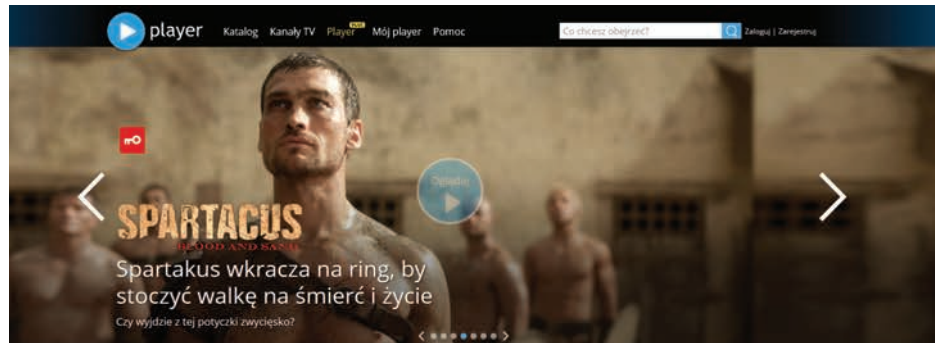 player Katalog Kanały TV Player PLUS Mój player Pomoc Co chcesz obejrzeć? Zaloguj | Zarejestruj
Oglądaj
SPARTACUS
BLOOD AND SAND
Spartakus wkracza na ring, by
stoczyć walkę na śmierć i życie
Czy wyjdzie z tej potyczki zwycięsko?